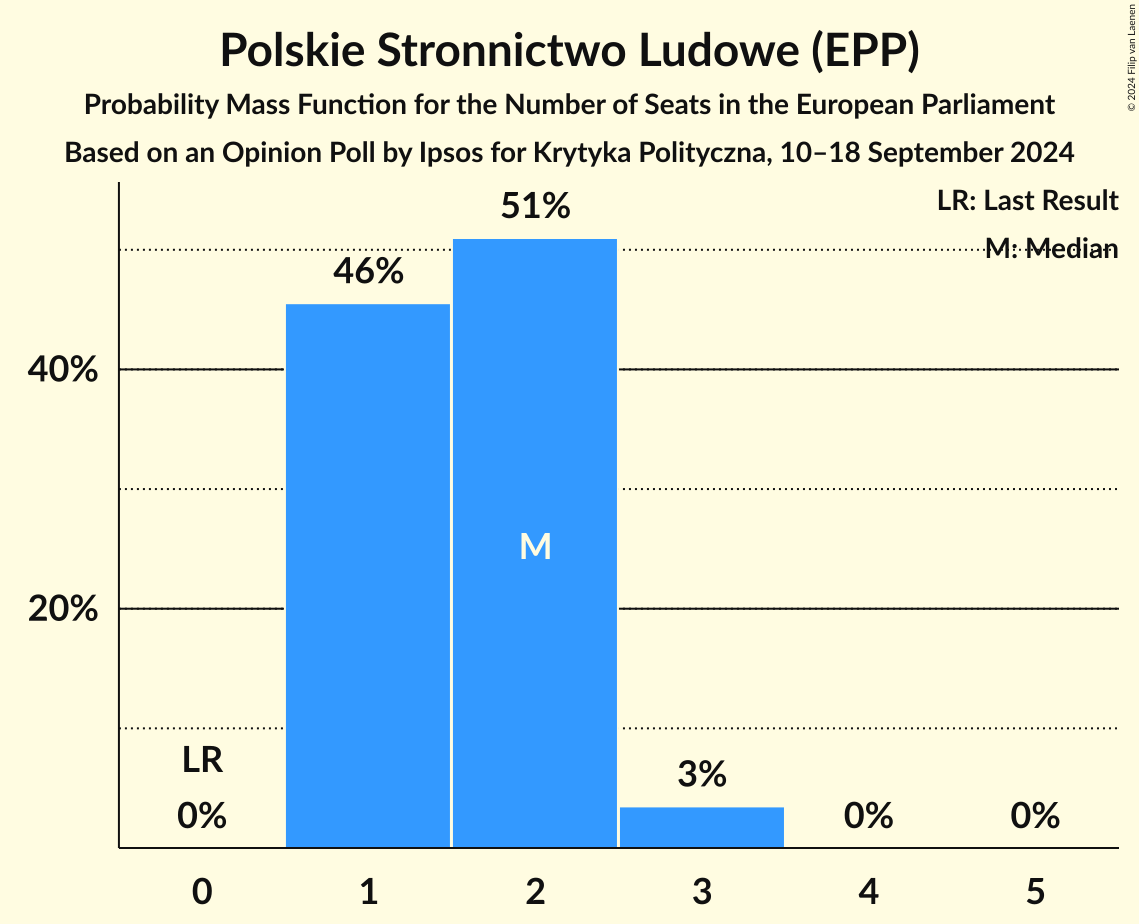 Polskie Stronnictwo Ludowe (EPP)
Probability Mass Function for the Number of Seats in the European Parliament
Based on an Opinion Poll by Ipsos for Krytyka Polityczna, 10–18 September 2024
© 2024 Filip van Laenen
LR: Last Result
M: Median
51%
46%
40%
M
20%
LR
3%
0%
0%
0%
0 1 2 3 4 5